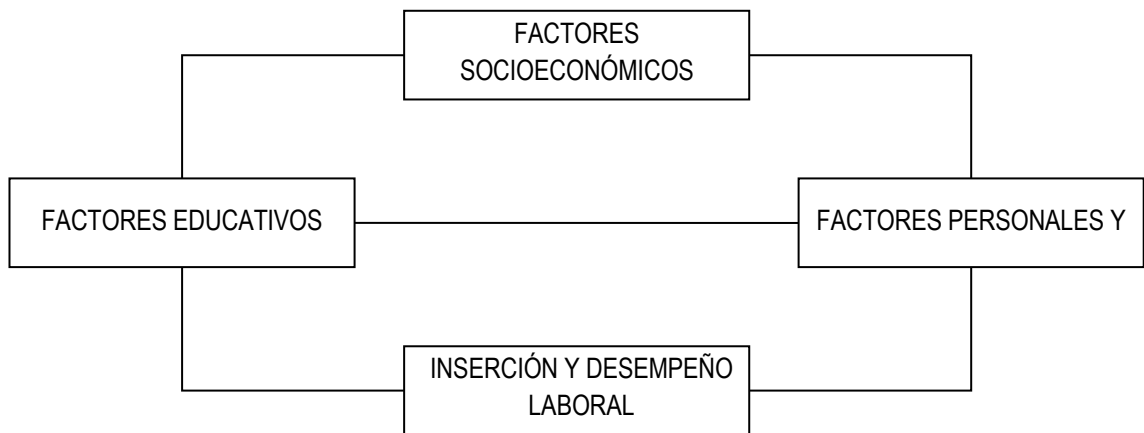 FACTORES
SOCIOECONÓMICOS
FACTORES EDUCATIVOS
FACTORES PERSONALES Y
INSERCIÓN Y DESEMPEÑO
LABORAL